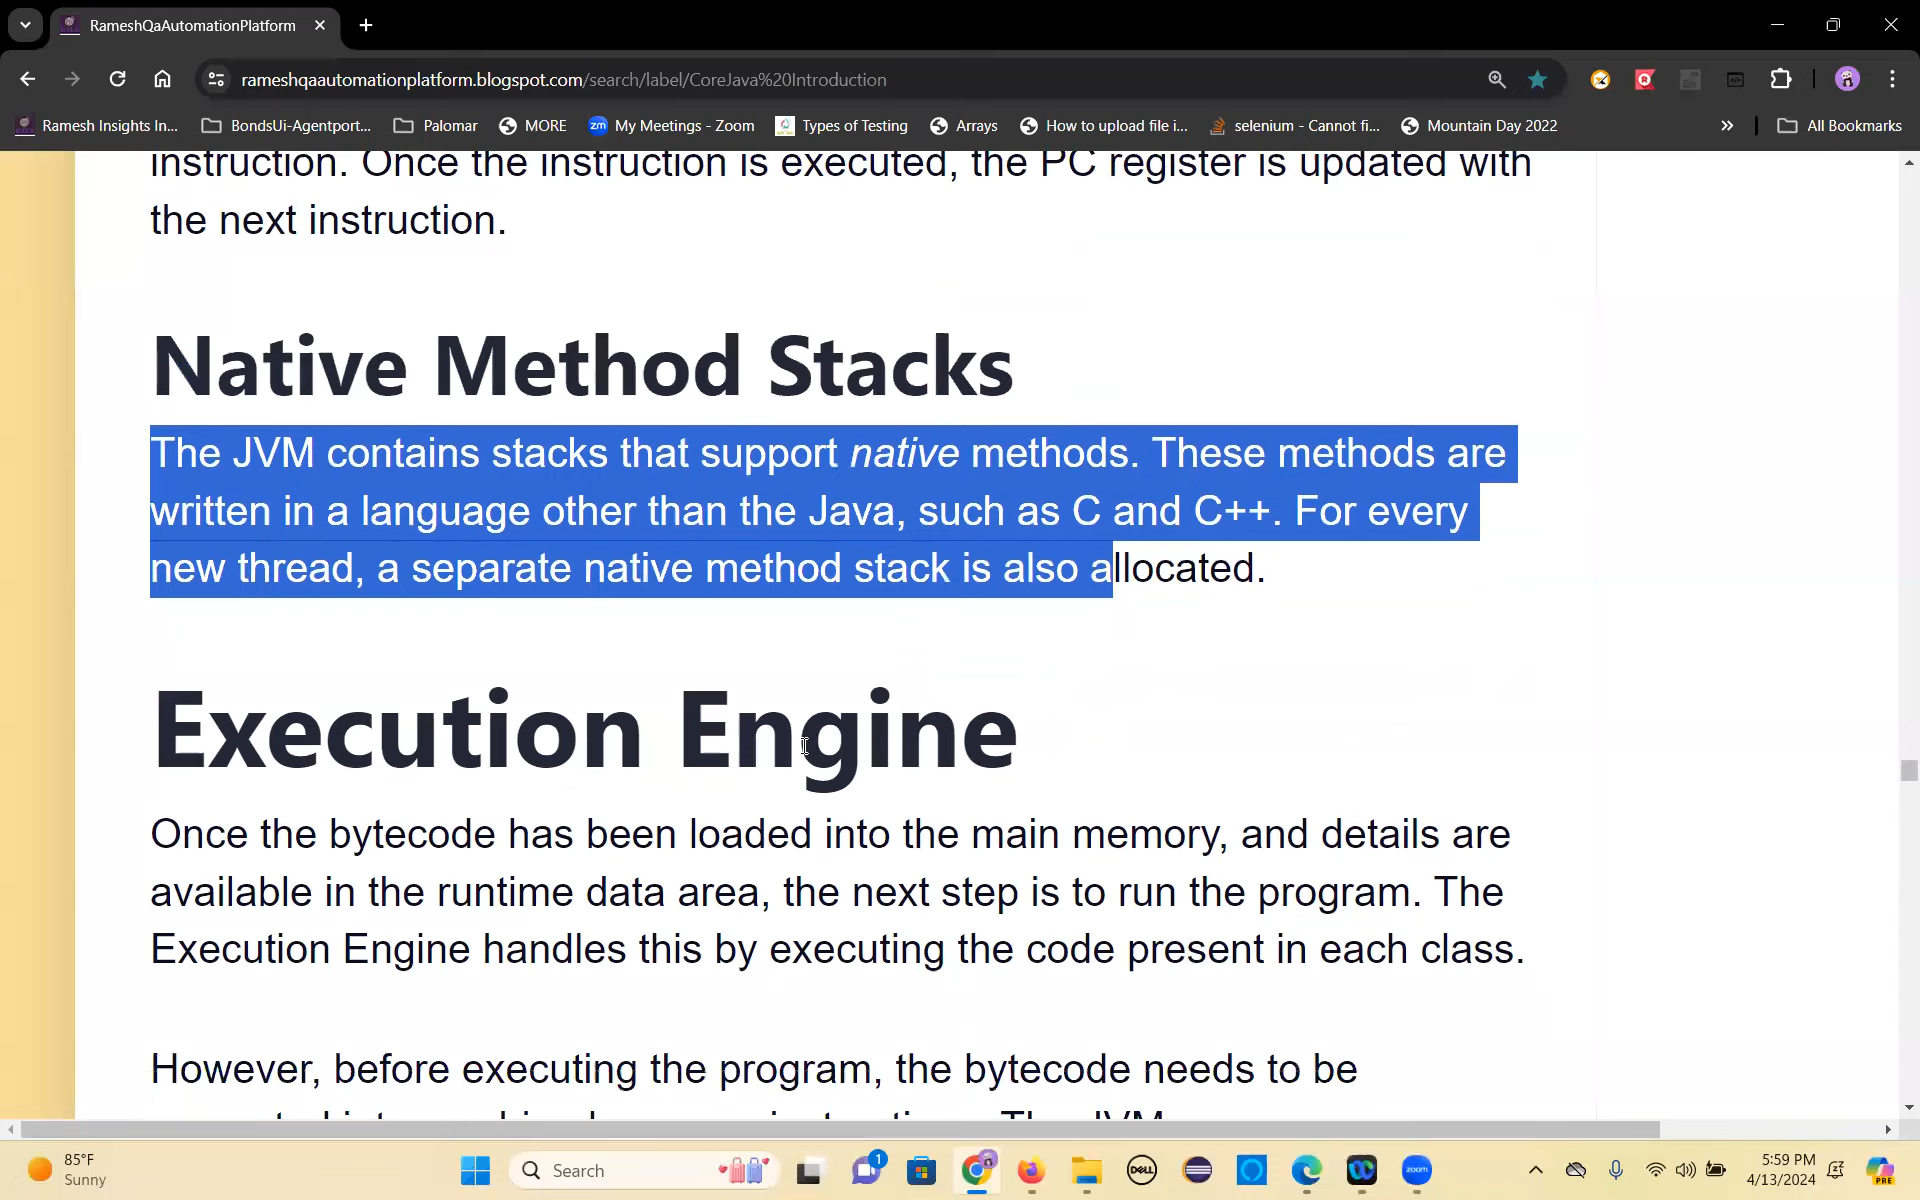 RameshQaAutomationPlatform
rameshqaautomationplatform.blogspot.com/search/label/CoreJava%20Introduction
Ramesh Insights In...
BondsUi-Agentport...
Palomar
MORE
zm
My Meetings - Zoom
Types of Testing
Arrays
How to upload file i...
selenium - Cannot fi...
Mountain Day 2022
All Bookmarks
instruction. Once the instruction is executed, the PC register is updated with
the next instruction.
Native Method Stacks
The JVM contains stacks that support native methods. These methods are
written in a language other than the Java, such as C and C++. For every
new thread, a separate native method stack is also allocated.
Execution Engine
Once the bytecode has been loaded into the main memory, and details are
available in the runtime data area, the next step is to run the program. The
Execution Engine handles this by executing the code present in each class.
However, before executing the program, the bytecode needs to be
85°F
Sunny
Search
1
DELL
zoom
5:59 PM
4/13/2024
PRE